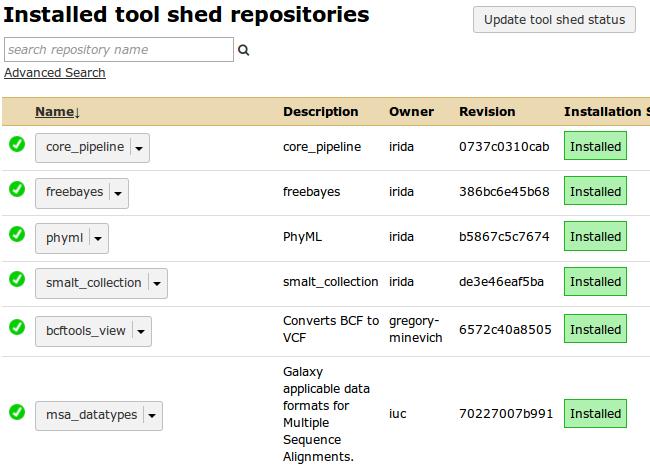 Installed tool shed repositories
Update tool shed status
search repository name
Advanced Search
Name↓ Description Owner Revision Installation S
core_pipeline core_pipeline irida 0737c0310cab Installed
freebayes freebayes irida 386bc6e45b68 Installed
phyml PhyML irida b5867c5c7674 Installed
smalt_collection smalt_collection irida de3e46eaf5ba Installed
bcftools_view Converts BCF to VCF gregory-minevich 6572c40a8505 Installed
msa_datatypes Galaxy applicable data formats for Multiple Sequence Alignments. iuc 70227007b991 Installed